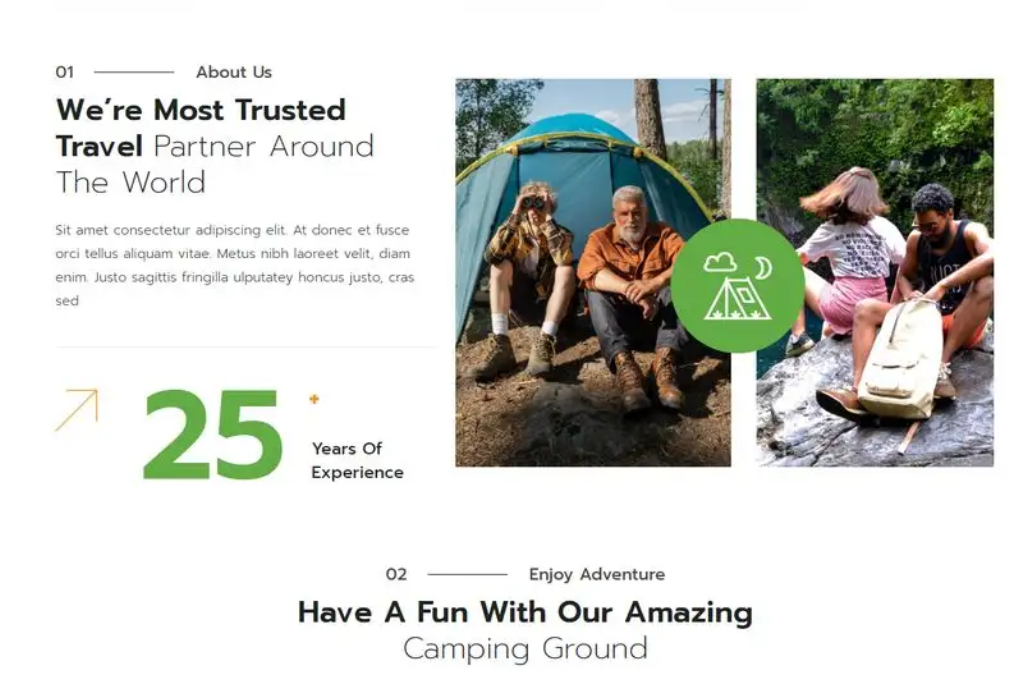 01 About Us
We're Most Trusted
Travel Partner Around
The World
Sit amet consectetur adipiscing elit. At donec et fusce
orci tellus aliquam vitae. Metus nibh laoreet velit, diam
enim. Justo sagittis fringilla ulputatey honcus justo, cras
sed
25 +
Years Of
Experience
02 Enjoy Adventure
Have A Fun With Our Amazing
Camping Ground